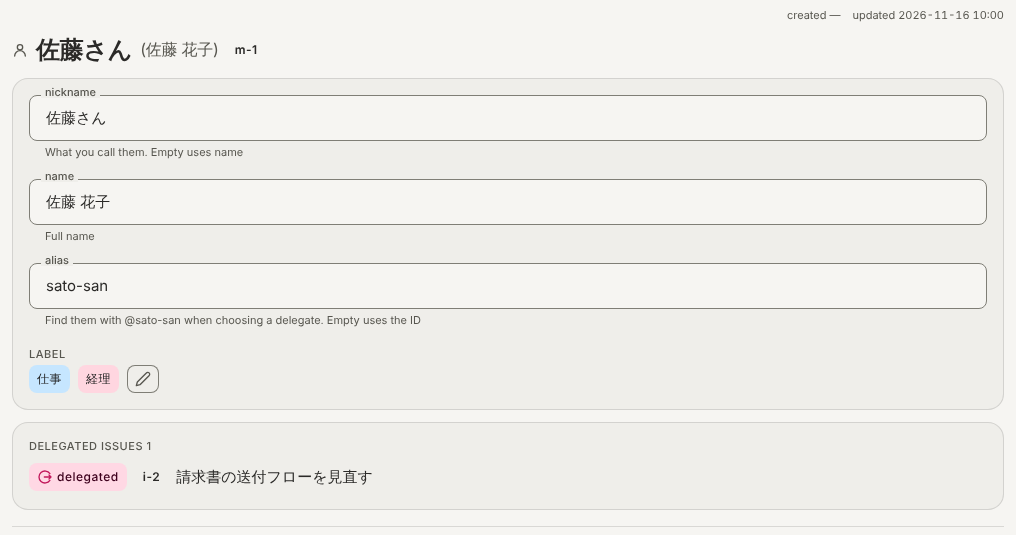 created — updated 2026-11-16 10:00
佐藤さん (佐藤 花子) m-1
nickname
佐藤さん
What you call them. Empty uses name
name
佐藤 花子
Full name
alias
sato-san
Find them with @sato-san when choosing a delegate. Empty uses the ID
LABEL
仕事 経理
DELEGATED ISSUES 1
delegated i-2 請求書の送付フローを見直す